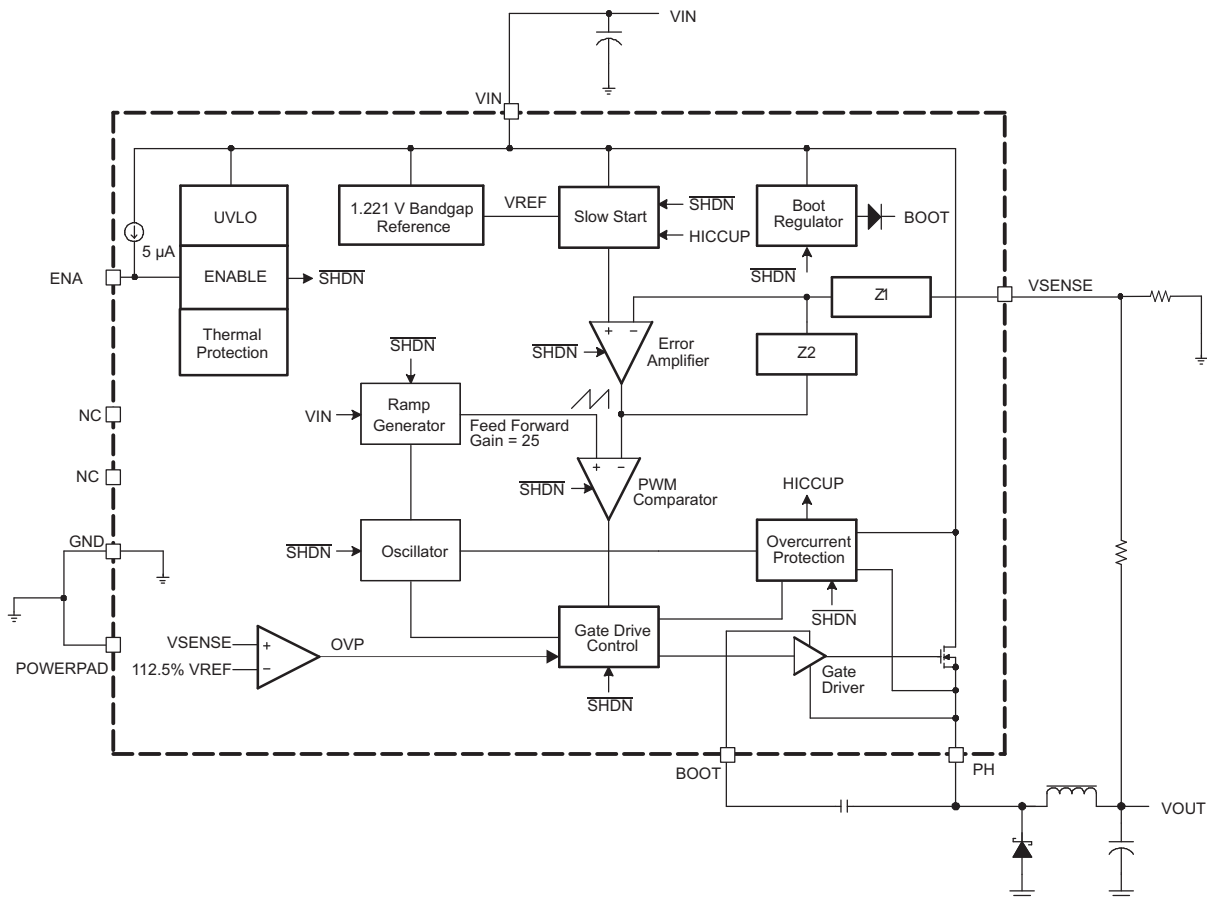 VIN
VIN
UVLO
1.221 V Bandgap
Reference
VREF
Slow Start
SHDN
HICCUP
Boot
Regulator
BOOT
5 µA
ENA
ENABLE
SHDN
SHDN
Z1
VSENSE
Thermal
Protection
SHDN
SHDN
+ −
Error
Amplifier
Z2
NC
VIN
Ramp
Generator
Feed Forward
Gain = 25
NC
SHDN
+ −
PWM
Comparator
HICCUP
GND
SHDN
Oscillator
Overcurrent
Protection
SHDN
POWERPAD
VSENSE
+
112.5% VREF
−
OVP
Gate Drive
Control
SHDN
Gate
Driver
BOOT
PH
VOUT